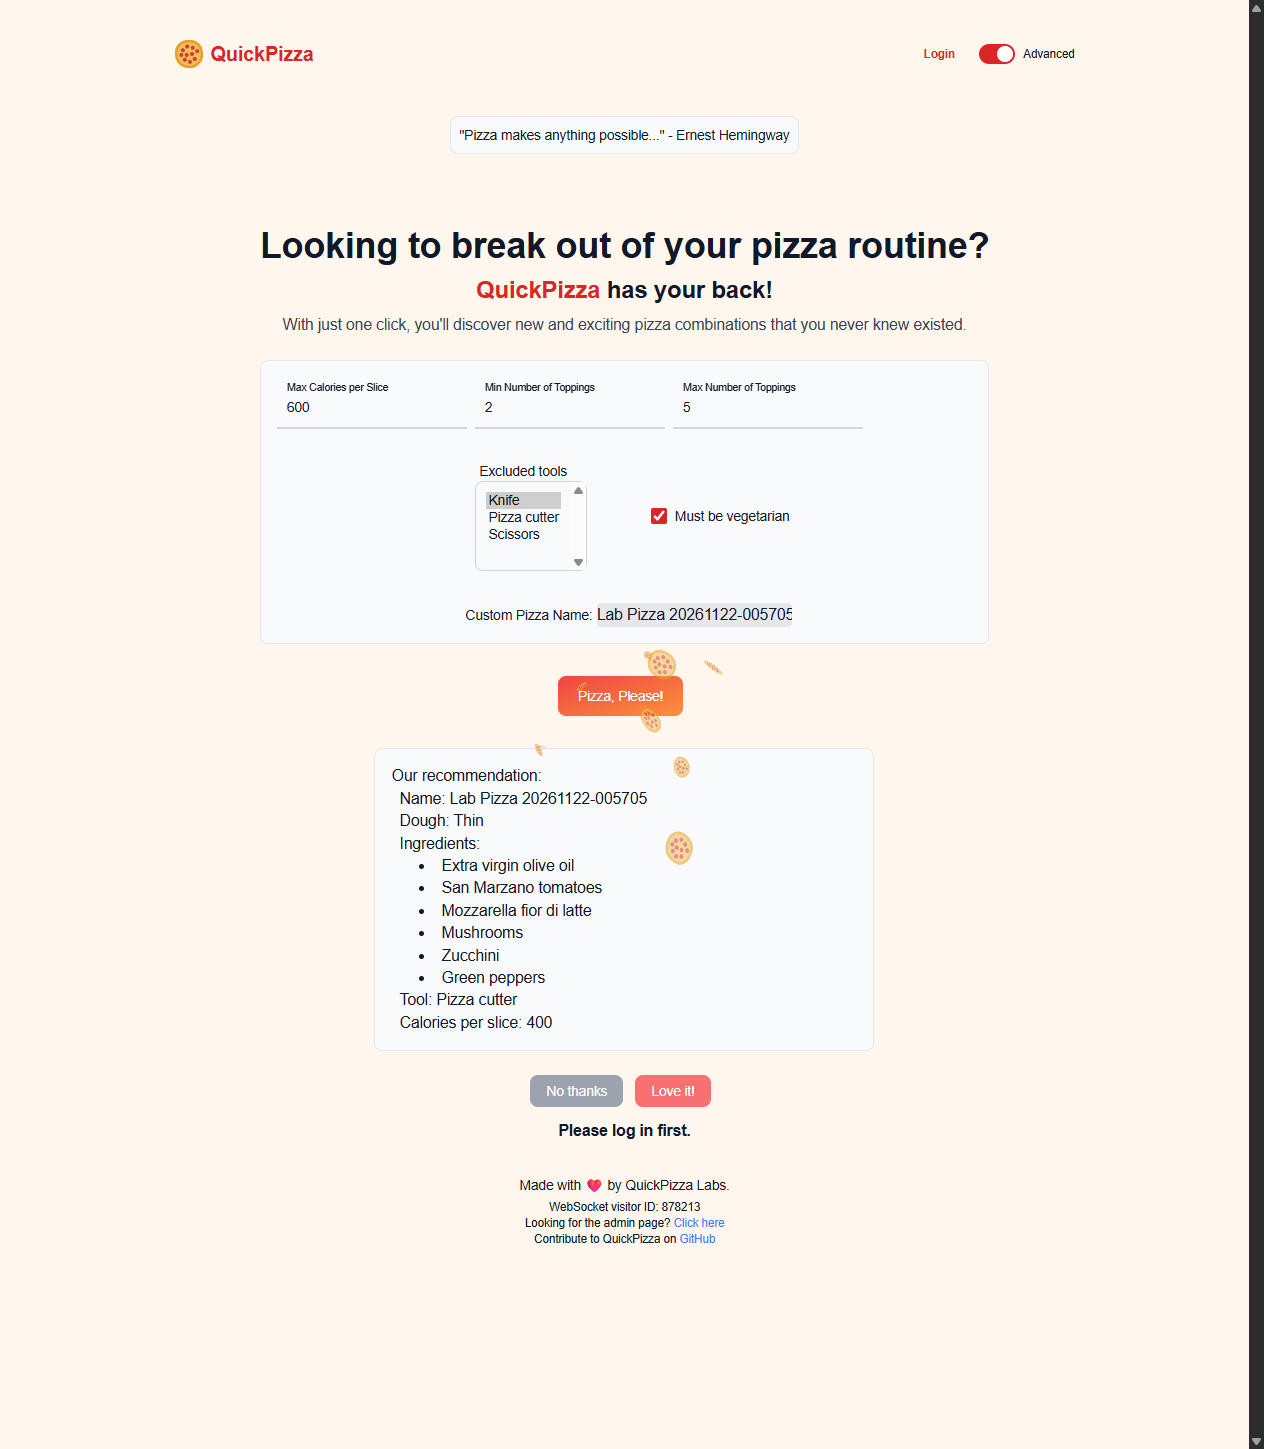 QuickPizza
Login
Advanced
"Pizza makes anything possible..." - Ernest Hemingway
Looking to break out of your pizza routine?
QuickPizza has your back!
With just one click, you'll discover new and exciting pizza combinations that you never knew existed.
Max Calories per Slice
600
Min Number of Toppings
2
Max Number of Toppings
5
Excluded tools
Knife
Pizza cutter
Scissors
Must be vegetarian
Custom Pizza Name: Lab Pizza 20261122-005705
Pizza, Please!
Our recommendation:
Name: Lab Pizza 20261122-005705
Dough: Thin
Ingredients:
Extra virgin olive oil
San Marzano tomatoes
Mozzarella fior di latte
Mushrooms
Zucchini
Green peppers
Tool: Pizza cutter
Calories per slice: 400
No thanks
Love it!
Please log in first.
Made with 💖 by QuickPizza Labs.
WebSocket visitor ID: 878213
Looking for the admin page? Click here
Contribute to QuickPizza on GitHub